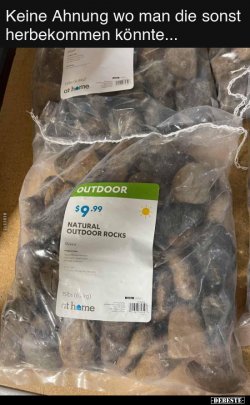 Keine Ahnung wo man die sonst
herbekommen könnte...
at home
OUTDOOR
$9.99
NATURAL
OUTDOOR ROCKS
at home
DEBESTE